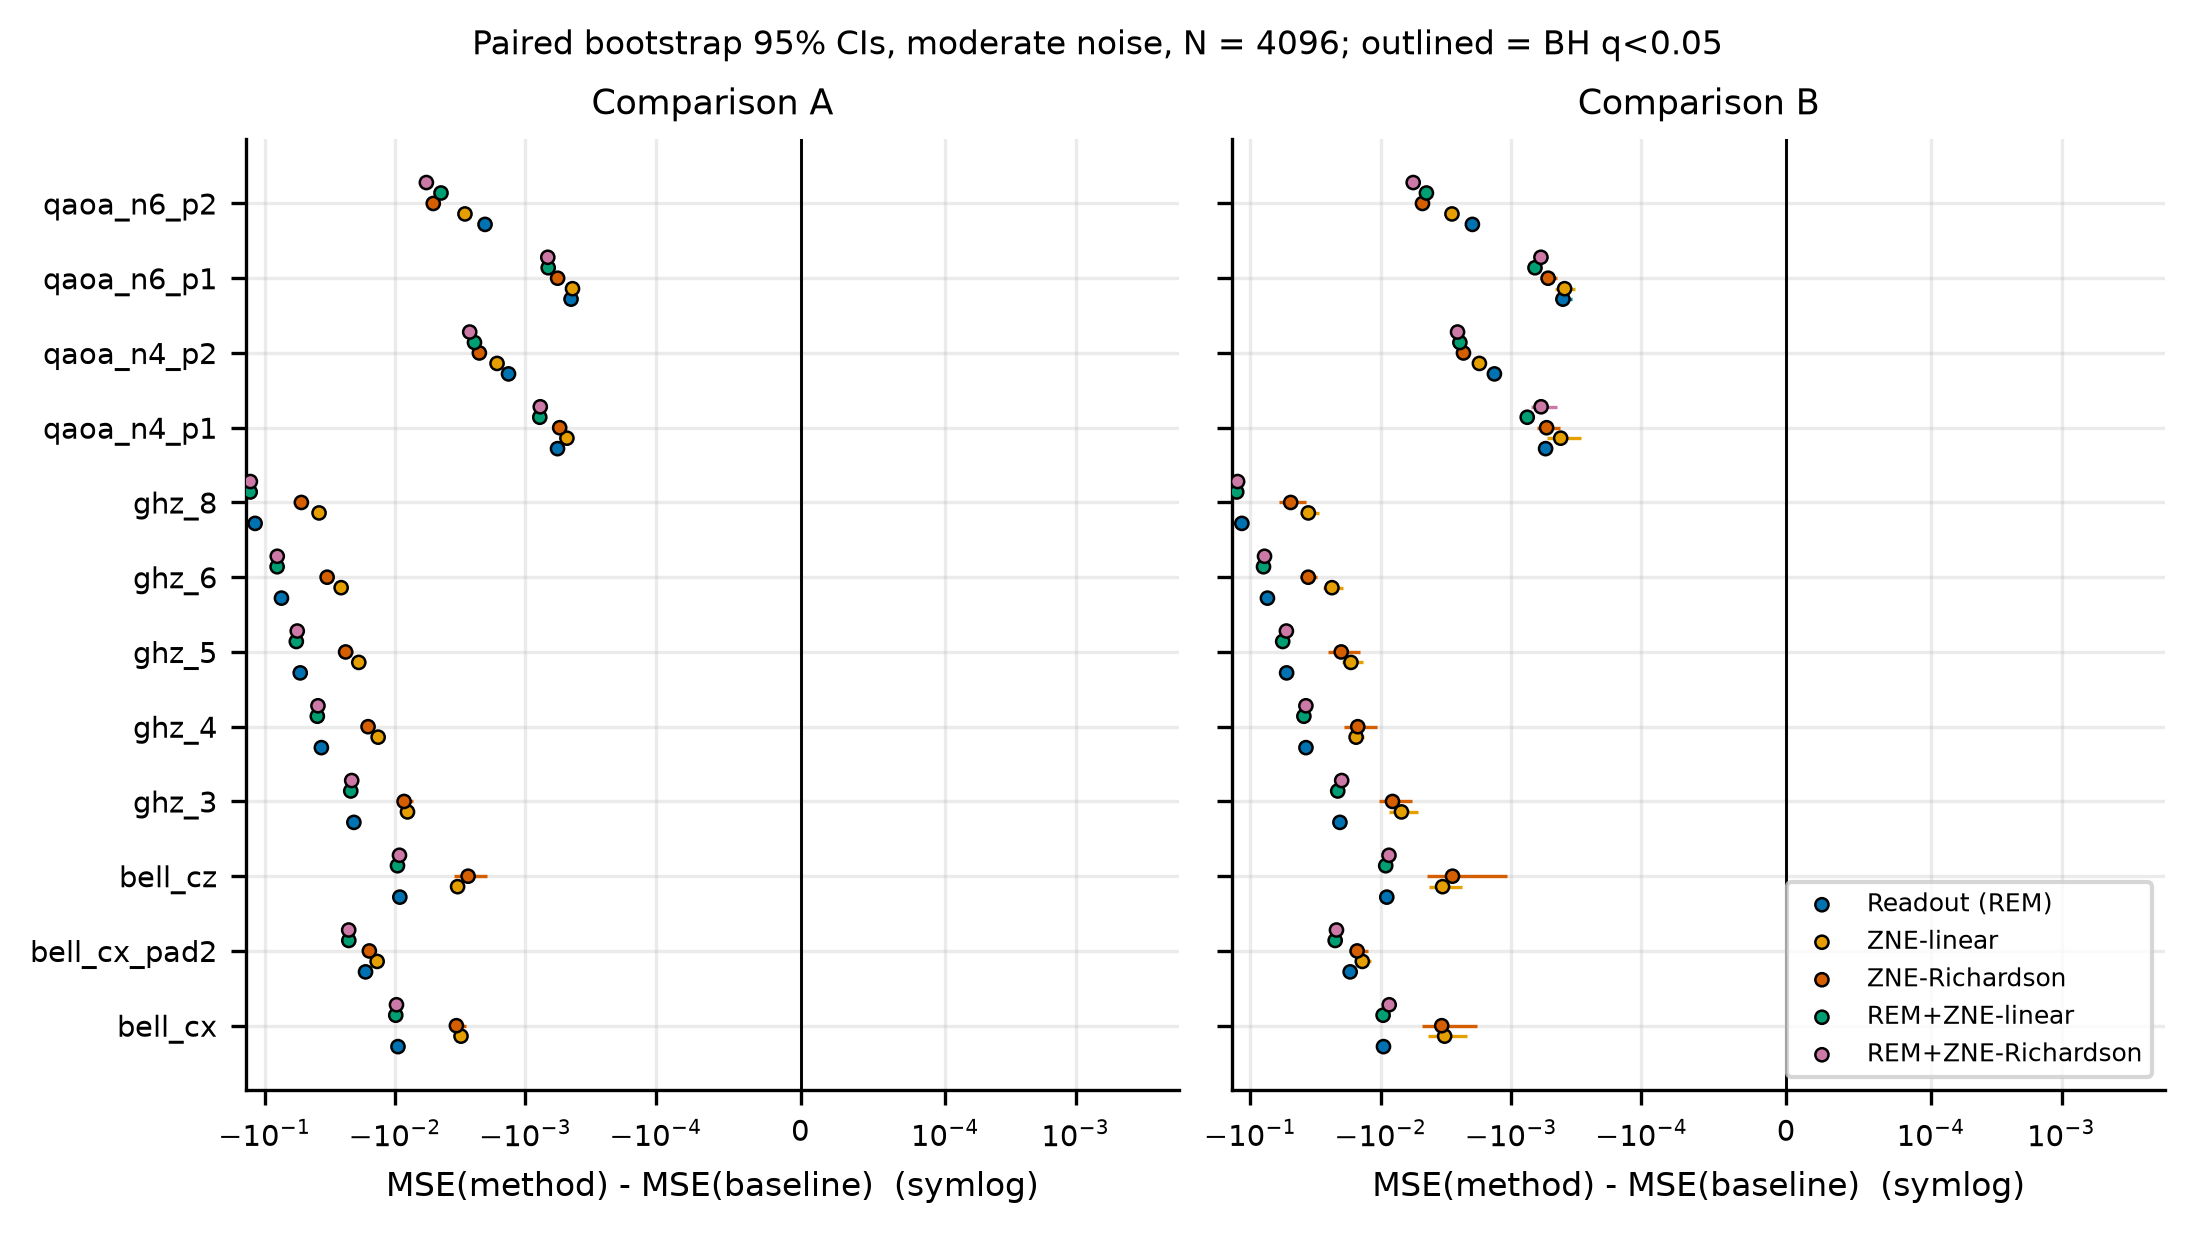 Paired bootstrap 95% CIs, moderate noise, N = 4096; outlined = BH q<0.05
Comparison A
Comparison B
qaoa_n6_p2
qaoa_n6_p1
qaoa_n4_p2
qaoa_n4_p1
ghz_8
ghz_6
ghz_5
ghz_4
ghz_3
bell_cz
bell_cx_pad2
bell_cx
Readout (REM)
ZNE-linear
ZNE-Richardson
REM+ZNE-linear
REM+ZNE-Richardson
−10⁻¹ −10⁻² −10⁻³ −10⁻⁴ 0 10⁻⁴ 10⁻³
−10⁻¹ −10⁻² −10⁻³ −10⁻⁴ 0 10⁻⁴ 10⁻³
MSE(method) - MSE(baseline) (symlog)
MSE(method) - MSE(baseline) (symlog)